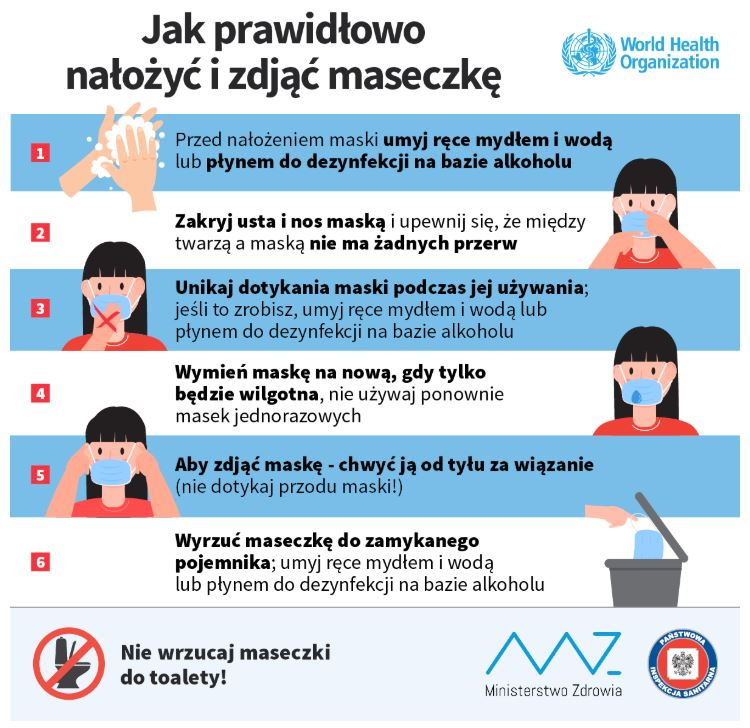 Jak prawidłowo
nałożyć i zdjąć maseczkę
World Health
Organization
1
Przed nałożeniem maski umyj ręce mydłem i wodą
lub płynem do dezynfekcji na bazie alkoholu
2
Zakryj usta i nos maską i upewnij się, że między
twarzą a maską nie ma żadnych przerw
3
Unikaj dotykania maski podczas jej używania;
jeśli to zrobisz, umyj ręce mydłem i wodą lub
płynem do dezynfekcji na bazie alkoholu
4
Wymień maskę na nową, gdy tylko
będzie wilgotna, nie używaj ponownie
masek jednorazowych
5
Aby zdjąć maskę - chwyć ją od tyłu za wiązanie
(nie dotykaj przodu maski!)
6
Wyrzuć maseczkę do zamykanego
pojemnika; umyj ręce mydłem i wodą
lub płynem do dezynfekcji na bazie alkoholu
Nie wrzucaj maseczki
do toalety!
MZ
Ministerstwo Zdrowia
PAŃSTWOWA
INSPEKCJA SANITARNA